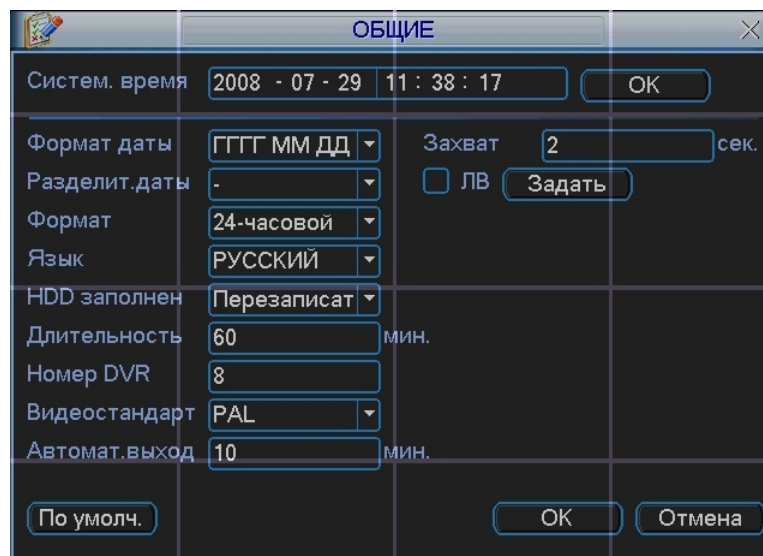 ОБЩИЕ
Систем. время 2008 - 07 - 29 11 : 38 : 17 OK
Формат даты ГГГГ ММ ДД Захват 2 сек.
Разделит.даты - ЛВ Задать
Формат 24-часовой
Язык РУССКИЙ
HDD заполнен Перезаписат
Длительность 60 мин.
Номер DVR 8
Видеостандарт PAL
Автомат.выход 10 мин.
По умолч. OK Отмена